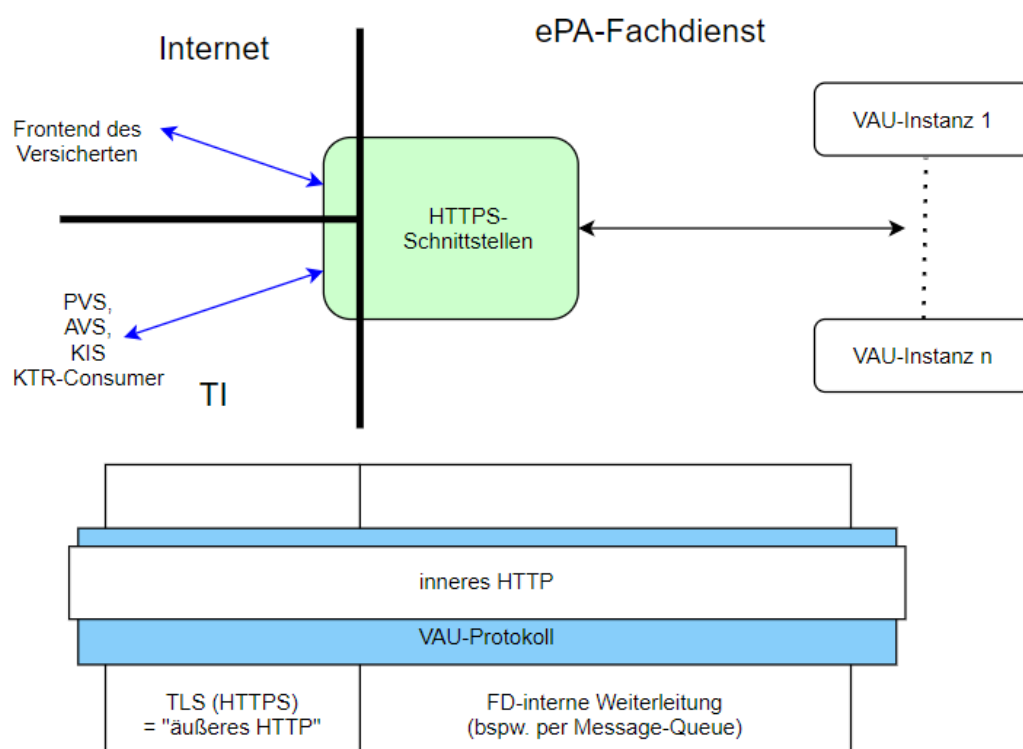 Internet
ePA-Fachdienst
Frontend des
Versicherten
HTTPS-
Schnittstellen
VAU-Instanz 1
VAU-Instanz n
PVS,
AVS,
KIS
KTR-Consumer
TI
inneres HTTP
VAU-Protokoll
TLS (HTTPS)
= "äußeres HTTP"
FD-interne Weiterleitung
(bspw. per Message-Queue)